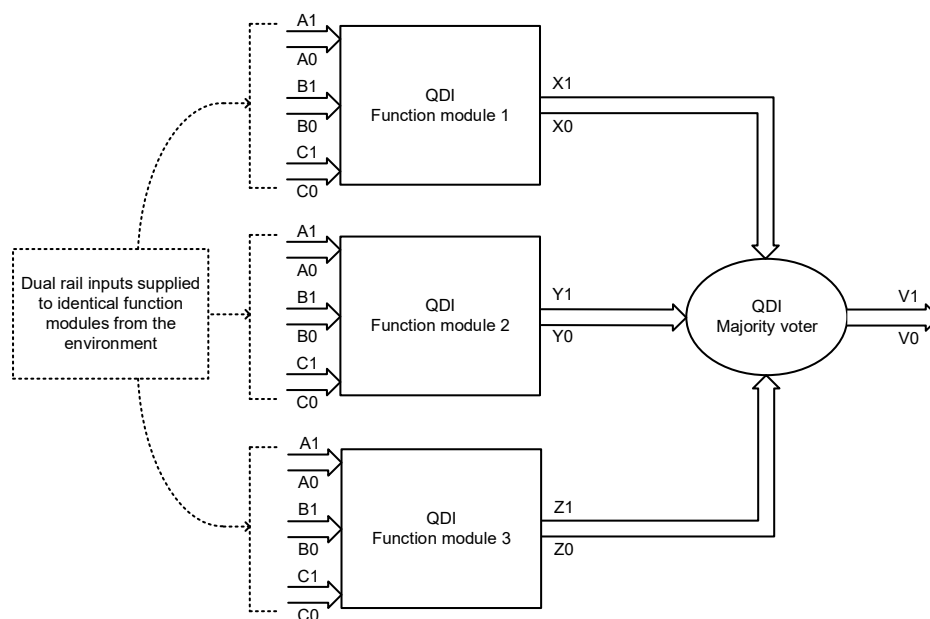 A1
A0
B1
B0
C1
C0
QDI
Function module 1
X1
X0
Dual rail inputs supplied
to identical function
modules from the
environment
A1
A0
B1
B0
C1
C0
QDI
Function module 2
Y1
Y0
QDI
Majority voter
V1
V0
A1
A0
B1
B0
C1
C0
QDI
Function module 3
Z1
Z0